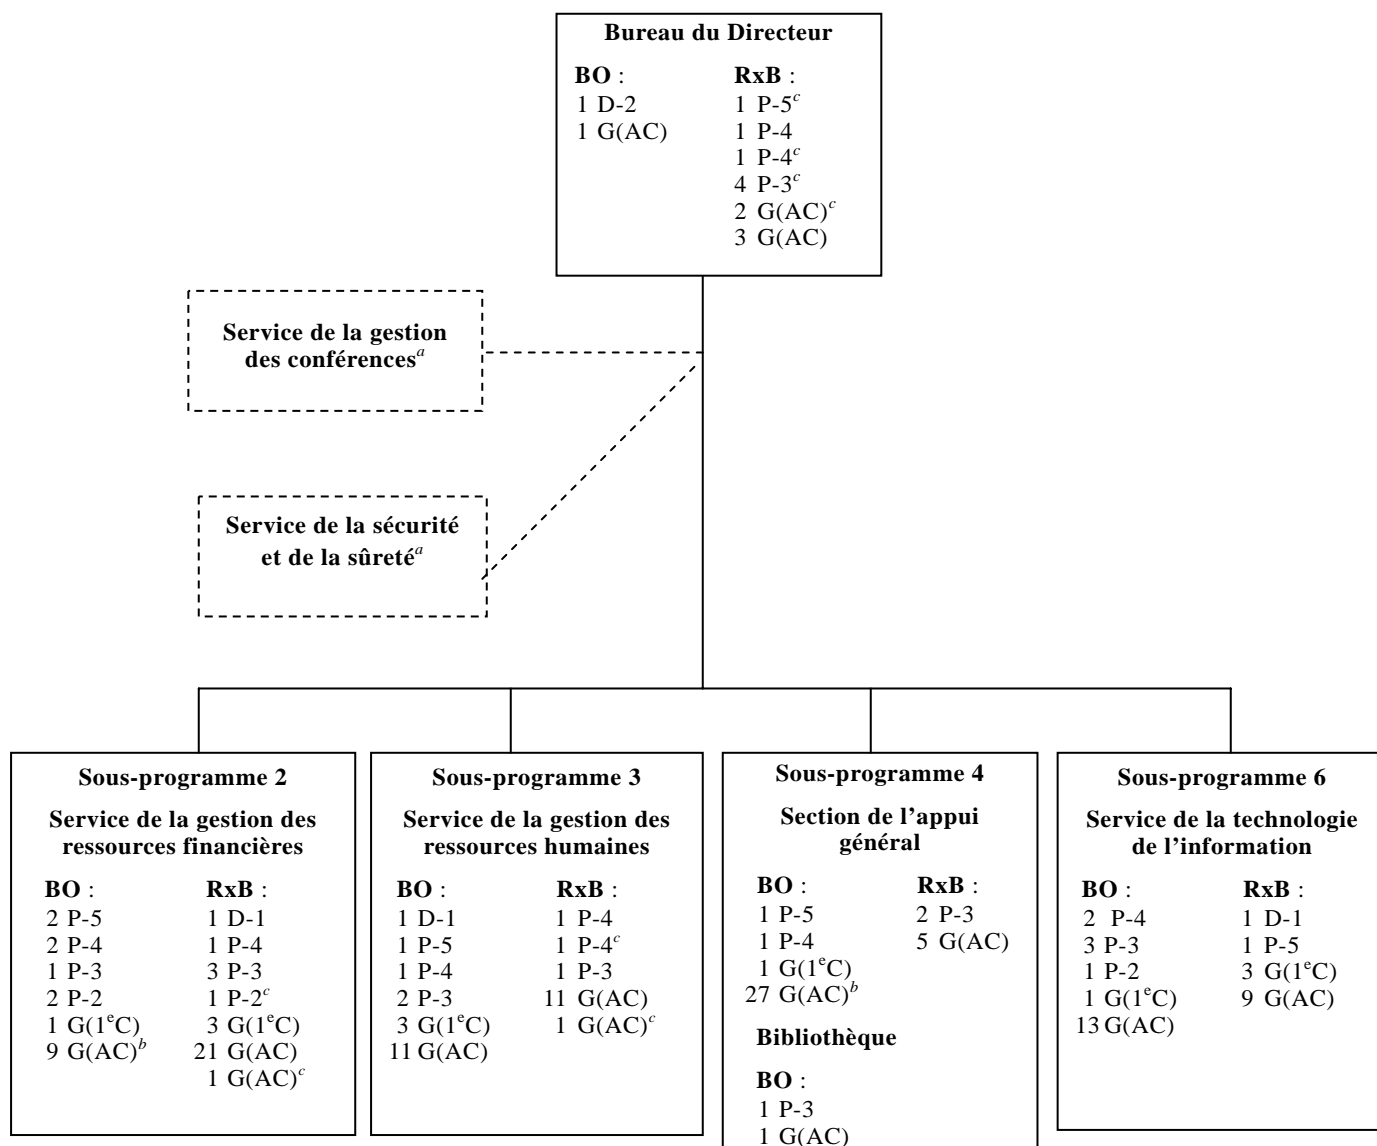 Bureau du Directeur
BO :
1 D-2
1 G(AC)
RxB :
1 P-5c
1 P-4
1 P-4c
4 P-3c
2 G(AC)c
3 G(AC)
Service de la gestion
des conférencesa
Service de la sécurité
et de la sûretéa
Sous-programme 2
Service de la gestion des
ressources financières
BO :
2 P-5
2 P-4
1 P-3
2 P-2
1 G(1eC)
9 G(AC)b
RxB :
1 D-1
1 P-4
3 P-3
1 P-2c
3 G(1eC)
21 G(AC)
1 G(AC)c
Sous-programme 3
Service de la gestion des
ressources humaines
BO :
1 D-1
1 P-5
1 P-4
2 P-3
3 G(1eC)
11 G(AC)
RxB :
1 P-4
1 P-4c
1 P-3
11 G(AC)
1 G(AC)c
Sous-programme 4
Section de l’appui
général
BO :
1 P-5
1 P-4
1 G(1eC)
27 G(AC)b
RxB :
2 P-3
5 G(AC)
Bibliothèque
BO :
1 P-3
1 G(AC)
Sous-programme 6
Service de la technologie
de l’information
BO :
2 P-4
3 P-3
1 P-2
1 G(1eC)
13 G(AC)
RxB :
1 D-1
1 P-5
3 G(1eC)
9 G(AC)